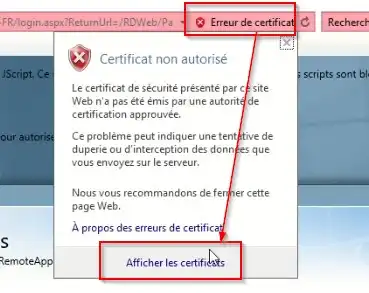 -FR/login.aspx?ReturnUrl=/RDWeb/Pa
Erreur de certificat
Recherch
Certificat non autorisé
JScript. Ce
s scripts sont blo
Le certificat de sécurité présenté par ce site
Web n'a pas été émis par une autorité de
certification approuvée.
our autorise
Ce problème peut indiquer une tentative de
duperie ou d'interception des données que
vous envoyez sur le serveur.
Nous vous recommandons de fermer cette
page Web.
À propos des erreurs de certificat
s
RemoteApp
Afficher les certificats